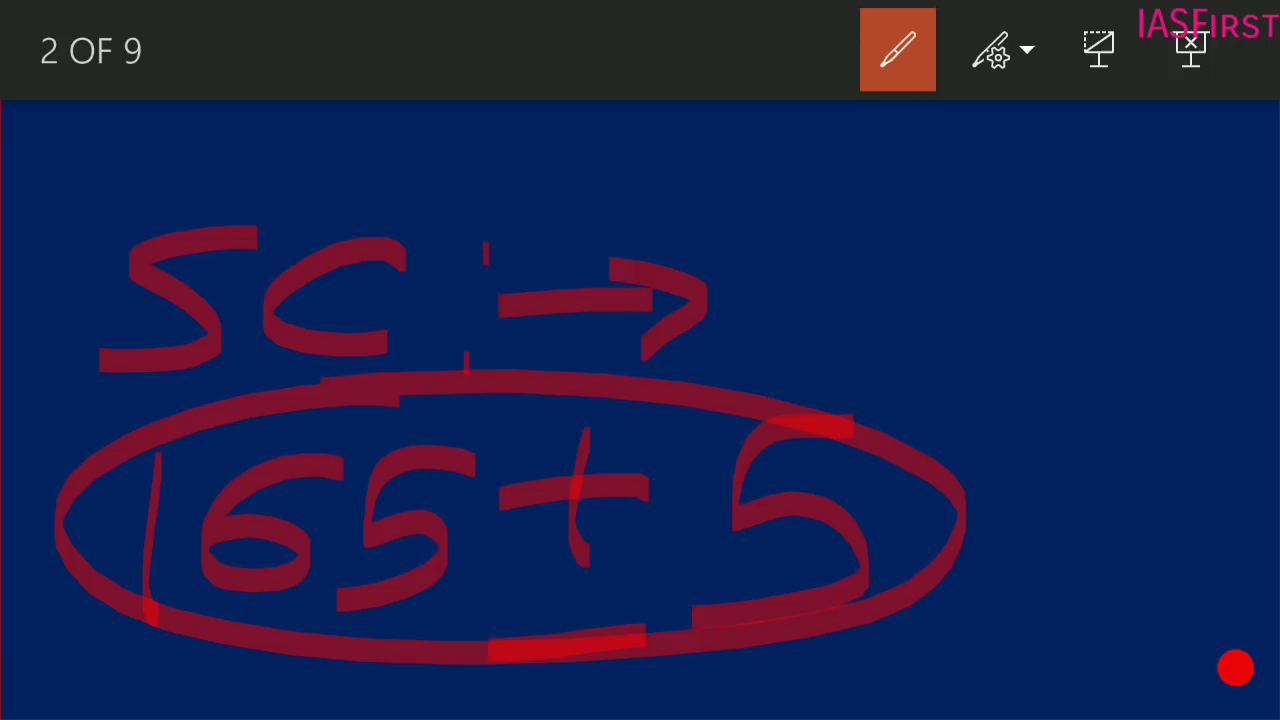 2 OF 9
IASFIRST
SC →
165+5